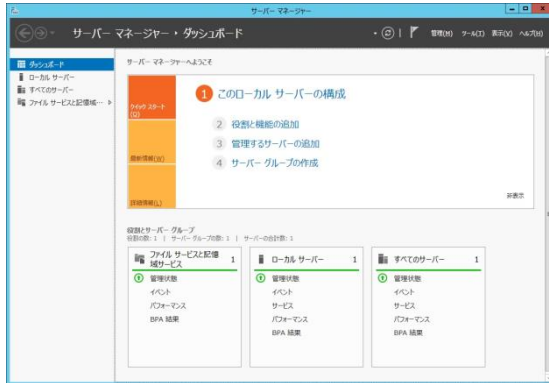 サーバー マネージャー
サーバー マネージャー ・ ダッシュボード
管理(M) ツール(T) 表示(V) ヘルプ(H)
ダッシュボード
ローカル サーバー
すべてのサーバー
ファイル サービスと記憶域…
サーバー マネージャーへようこそ
クイック スタート(Q)
最新情報(W)
詳細情報(L)
1 このローカル サーバーの構成
2 役割と機能の追加
3 管理するサーバーの追加
4 サーバー グループの作成
非表示
役割とサーバー グループ
役割の数: 1 | サーバー グループの数: 1 | サーバーの合計数: 1
ファイル サービスと記憶域サービス 1
管理状態
イベント
パフォーマンス
BPA 結果
ローカル サーバー 1
管理状態
イベント
サービス
パフォーマンス
BPA 結果
すべてのサーバー 1
管理状態
イベント
サービス
パフォーマンス
BPA 結果